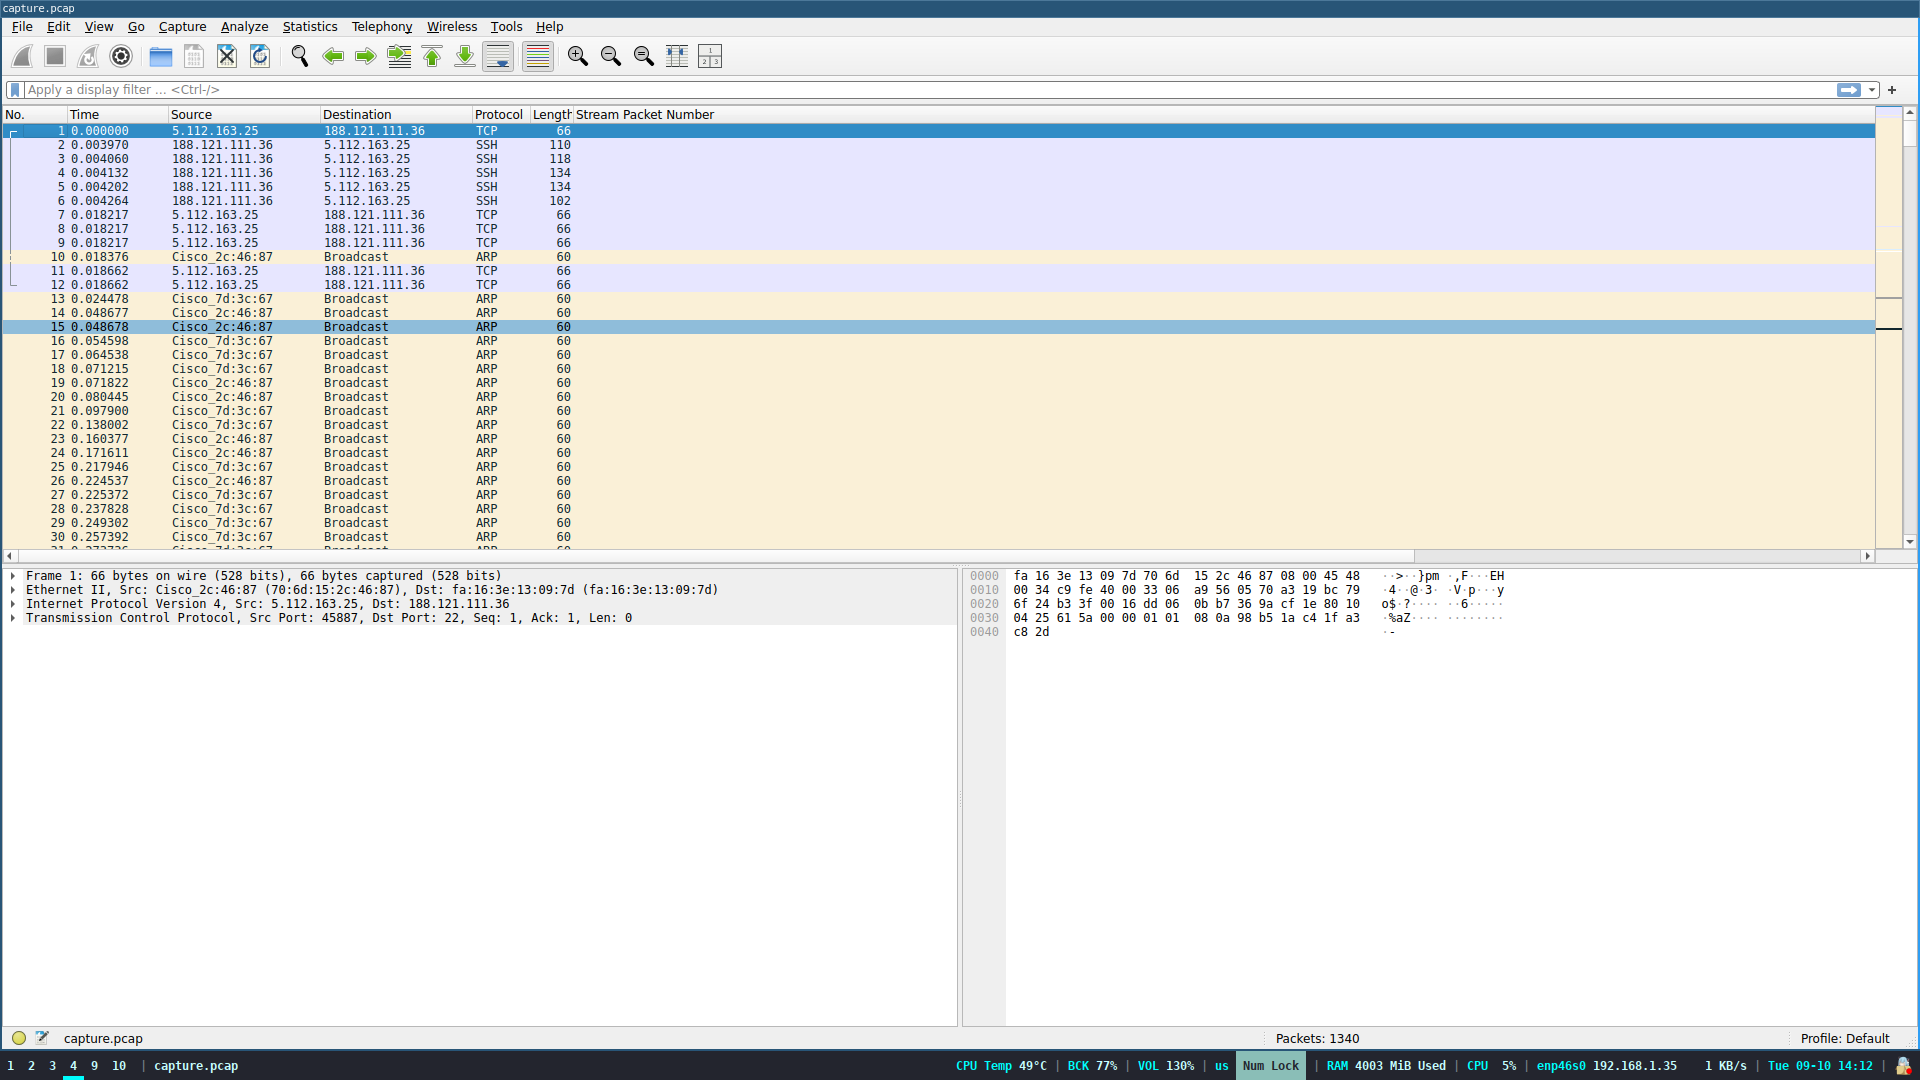 capture.pcap
File Edit View Go Capture Analyze Statistics Telephony Wireless Tools Help
Apply a display filter … <Ctrl-/>
No. Time Source Destination Protocol Length Stream Packet Number
1 0.000000 5.112.163.25 188.121.111.36 TCP 66
2 0.003970 188.121.111.36 5.112.163.25 SSH 110
3 0.004060 188.121.111.36 5.112.163.25 SSH 118
4 0.004132 188.121.111.36 5.112.163.25 SSH 134
5 0.004202 188.121.111.36 5.112.163.25 SSH 134
6 0.004264 188.121.111.36 5.112.163.25 SSH 102
7 0.018217 5.112.163.25 188.121.111.36 TCP 66
8 0.018217 5.112.163.25 188.121.111.36 TCP 66
9 0.018217 5.112.163.25 188.121.111.36 TCP 66
10 0.018376 Cisco_2c:46:87 Broadcast ARP 60
11 0.018662 5.112.163.25 188.121.111.36 TCP 66
12 0.018662 5.112.163.25 188.121.111.36 TCP 66
13 0.024478 Cisco_7d:3c:67 Broadcast ARP 60
14 0.048677 Cisco_2c:46:87 Broadcast ARP 60
15 0.048678 Cisco_2c:46:87 Broadcast ARP 60
16 0.054598 Cisco_7d:3c:67 Broadcast ARP 60
17 0.064538 Cisco_7d:3c:67 Broadcast ARP 60
18 0.071215 Cisco_7d:3c:67 Broadcast ARP 60
19 0.071822 Cisco_2c:46:87 Broadcast ARP 60
20 0.080445 Cisco_2c:46:87 Broadcast ARP 60
21 0.097900 Cisco_7d:3c:67 Broadcast ARP 60
22 0.138002 Cisco_7d:3c:67 Broadcast ARP 60
23 0.160377 Cisco_2c:46:87 Broadcast ARP 60
24 0.171611 Cisco_2c:46:87 Broadcast ARP 60
25 0.217946 Cisco_7d:3c:67 Broadcast ARP 60
26 0.224537 Cisco_2c:46:87 Broadcast ARP 60
27 0.225372 Cisco_7d:3c:67 Broadcast ARP 60
28 0.237828 Cisco_7d:3c:67 Broadcast ARP 60
29 0.249302 Cisco_7d:3c:67 Broadcast ARP 60
30 0.257392 Cisco_7d:3c:67 Broadcast ARP 60
Frame 1: 66 bytes on wire (528 bits), 66 bytes captured (528 bits)
Ethernet II, Src: Cisco_2c:46:87 (70:6d:15:2c:46:87), Dst: fa:16:3e:13:09:7d (fa:16:3e:13:09:7d)
Internet Protocol Version 4, Src: 5.112.163.25, Dst: 188.121.111.36
Transmission Control Protocol, Src Port: 45887, Dst Port: 22, Seq: 1, Ack: 1, Len: 0
0000 fa 16 3e 13 09 7d 70 6d 15 2c 46 87 08 00 45 48 ··>··}pm ·,F···EH
0010 00 34 c9 fe 40 00 33 06 a9 56 05 70 a3 19 bc 79 ·4··@·3· ·V·p···y
0020 6f 24 b3 3f 00 16 dd 06 0b b7 36 9a cf 1e 80 10 o$·?···· ··6·····
0030 04 25 61 5a 00 00 01 01 08 0a 98 b5 1a c4 1f a3 ·%aZ···· ········
0040 c8 2d ·-
capture.pcap Packets: 1340 Profile: Default
1 2 3 4 9 10 | capture.pcap CPU Temp 49°C | BCK 77% | VOL 130% | us Num Lock | RAM 4003 MiB Used | CPU 5% | enp46s0 192.168.1.35 1 KB/s | Tue 09-10 14:12 |